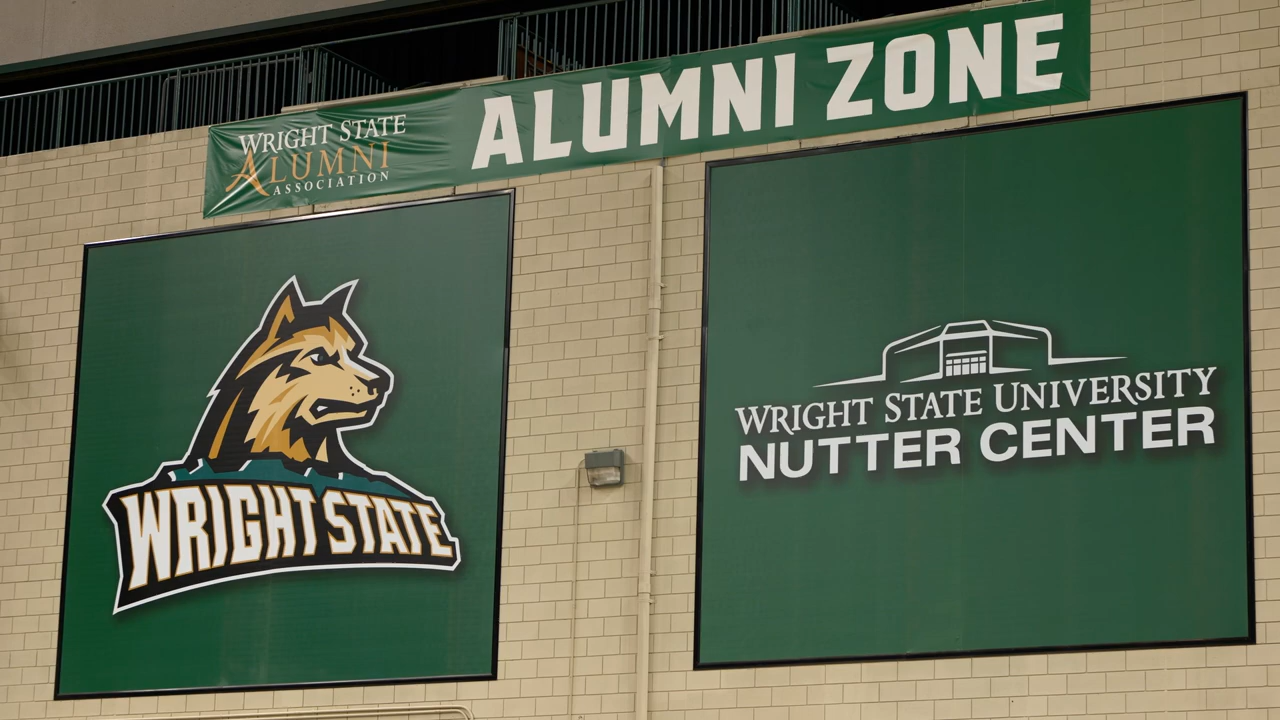 WRIGHT STATE
ALUMNI
ASSOCIATION
ALUMNI ZONE
WRIGHT STATE
WRIGHT STATE UNIVERSITY
NUTTER CENTER